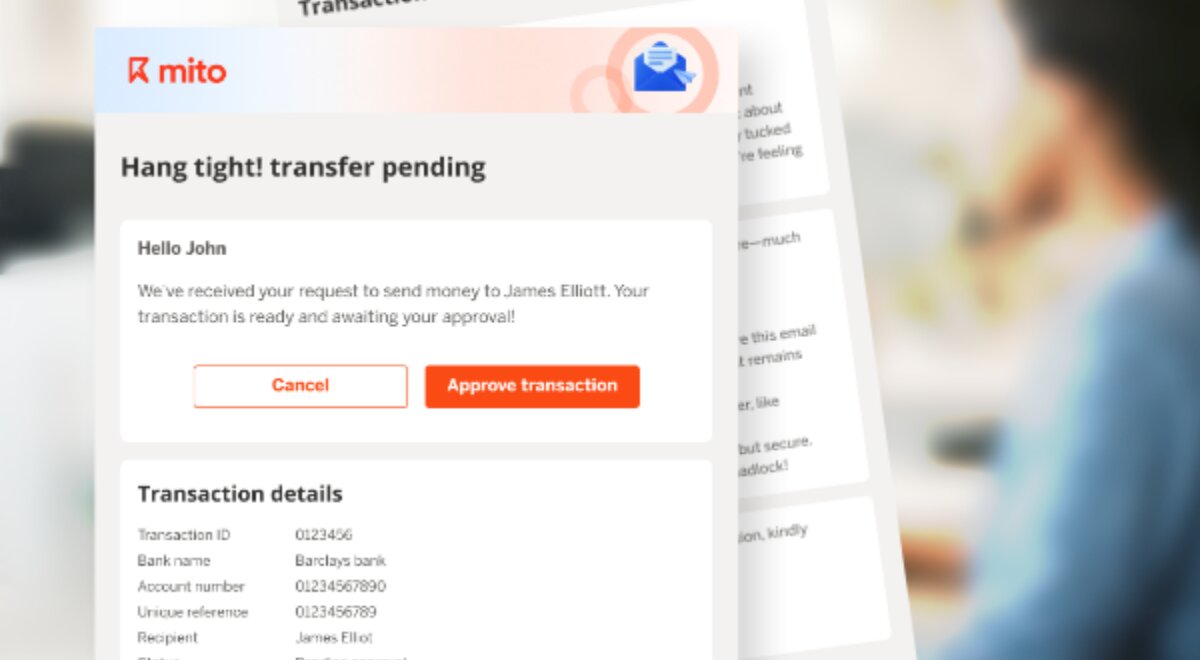 Transaction
mito
Hang tight! transfer pending
Hello John
We've received your request to send money to James Elliott. Your
transaction is ready and awaiting your approval!
Cancel
Approve transaction
Transaction details
Transaction ID 0123456
Bank name Barclays bank
Account number 01234567890
Unique reference 0123456789
Recipient James Elliot
about
tucked
feeling
much
this email
remains
like
but secure.
kindly